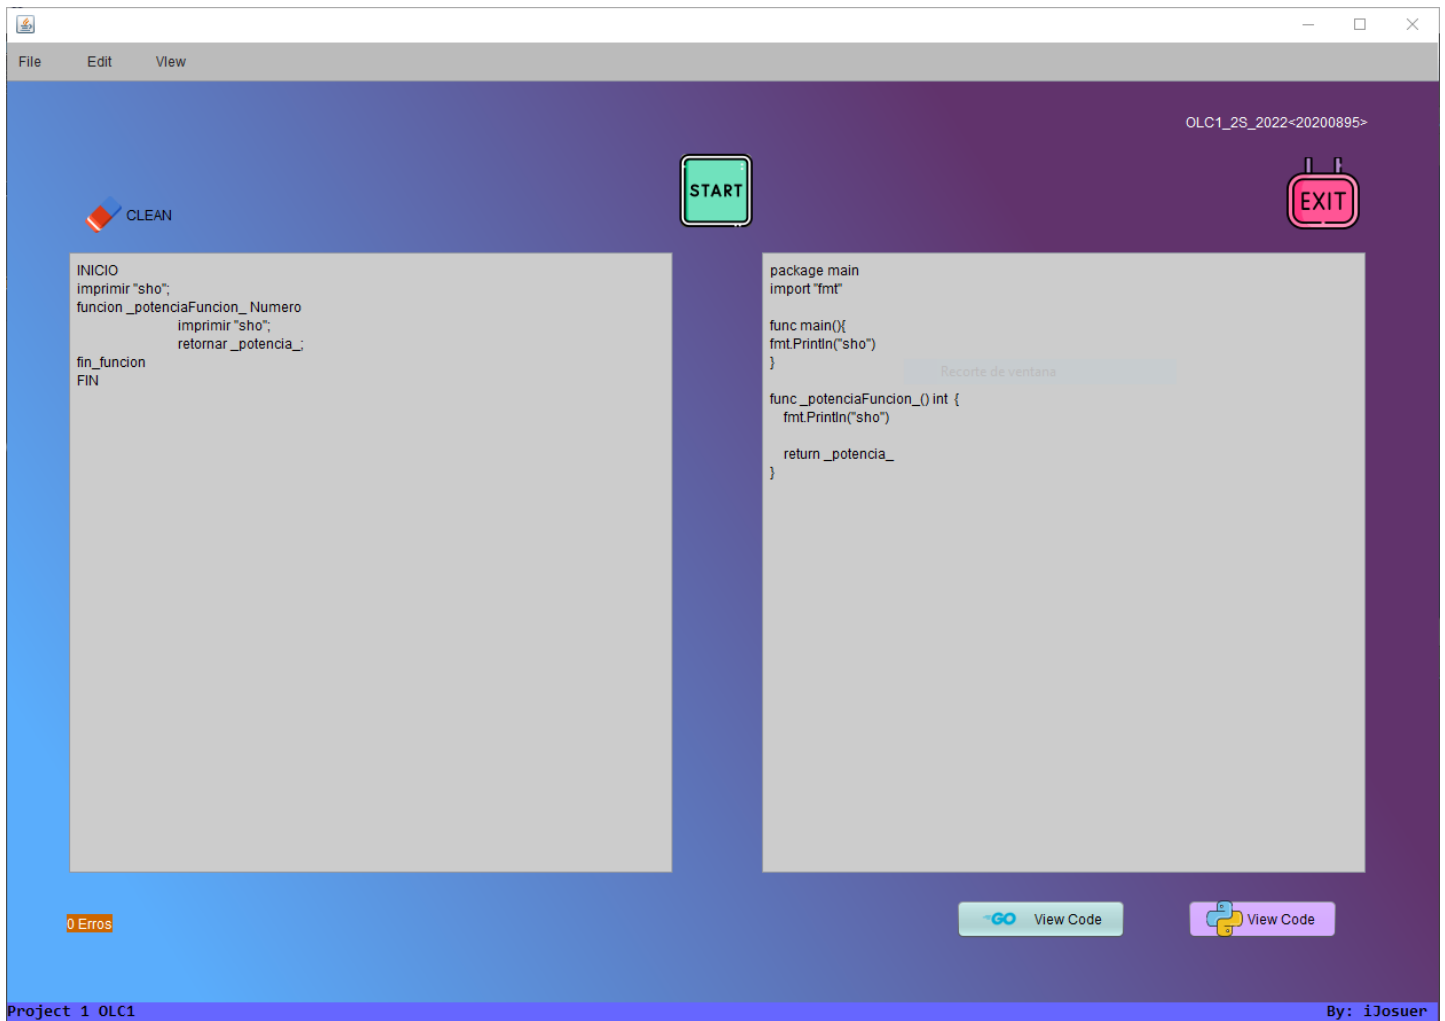 File Edit VIew
OLC1_2S_2022<20200895>
START
EXIT
CLEAN
INICIO
imprimir "sho";
funcion _potenciaFuncion_ Numero
imprimir "sho";
retornar _potencia_;
fin_funcion
FIN
package main
import "fmt"
func main(){
fmt.Println("sho")
}
Recorte de ventana
func _potenciaFuncion_() int {
fmt.Println("sho")
return _potencia_
}
0 Erros
GO View Code
View Code
Project 1 OLC1
By: iJosuer